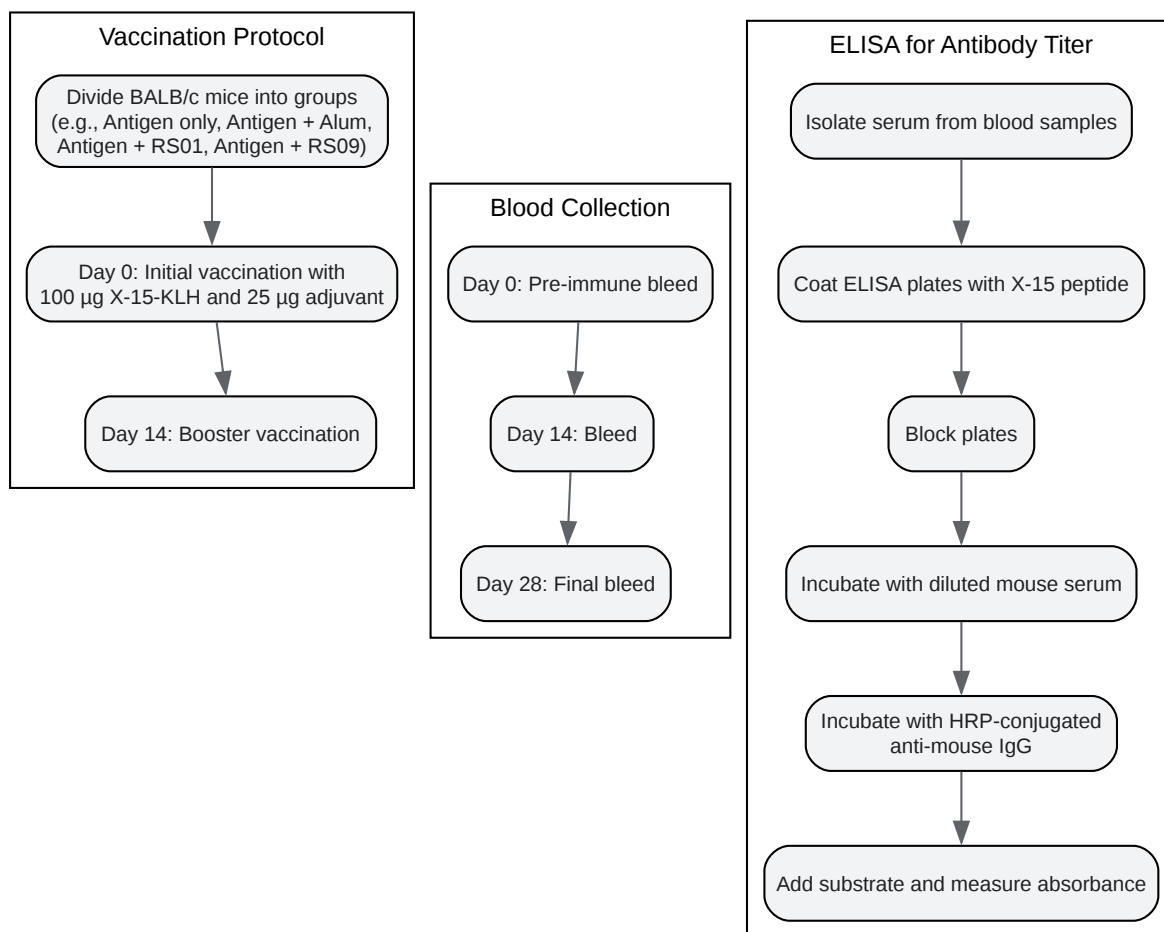 Vaccination Protocol
Divide BALB/c mice into groups
(e.g., Antigen only, Antigen + Alum,
Antigen + RS01, Antigen + RS09)
Day 0: Initial vaccination with
100 µg X-15-KLH and 25 µg adjuvant
Day 14: Booster vaccination
Blood Collection
Day 0: Pre-immune bleed
Day 14: Bleed
Day 28: Final bleed
ELISA for Antibody Titer
Isolate serum from blood samples
Coat ELISA plates with X-15 peptide
Block plates
Incubate with diluted mouse serum
Incubate with HRP-conjugated
anti-mouse IgG
Add substrate and measure absorbance